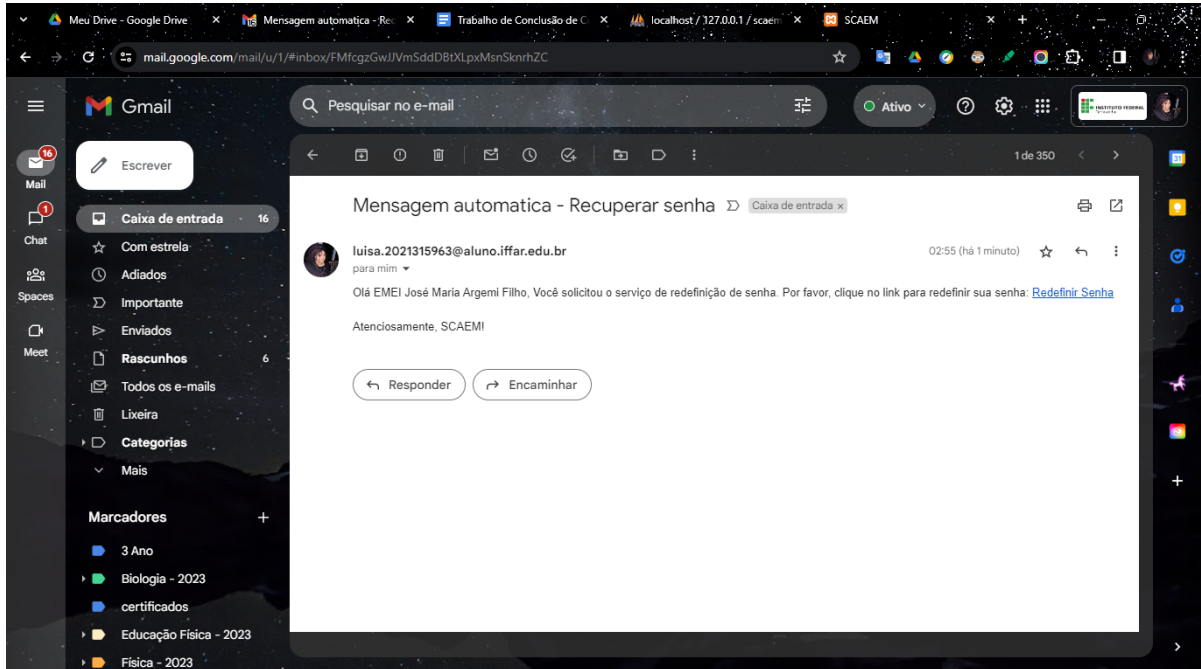 Meu Drive - Google Drive
Mensagem automatica - Rec
Trabalho de Conclusão de C
localhost / 127.0.0.1 / scaem
SCAEM
mail.google.com/mail/u/1/#inbox/FMfcgzGwJJVmSddDBtXLpxMsnSknrhZC
Gmail
Pesquisar no e-mail
Ativo
INSTITUTO FEDERAL
16
Mail
Escrever
1 de 350
31
Caixa de entrada 16
Mensagem automatica - Recuperar senha Caixa de entrada x
1
Chat
Com estrela
luisa.2021315963@aluno.iffar.edu.br 02:55 (há 1 minuto)
para mim
Adiados
Spaces
Olá EMEI José Maria Argemi Filho, Você solicitou o serviço de redefinição de senha. Por favor, clique no link para redefinir sua senha: Redefinir Senha
Importante
Atenciosamente, SCAEM!
Enviados
Meet
Rascunhos 6
Todos os e-mails
Responder
Encaminhar
Lixeira
Categorias
Mais
Marcadores
3 Ano
Biologia - 2023
certificados
Educação Física - 2023
Física - 2023